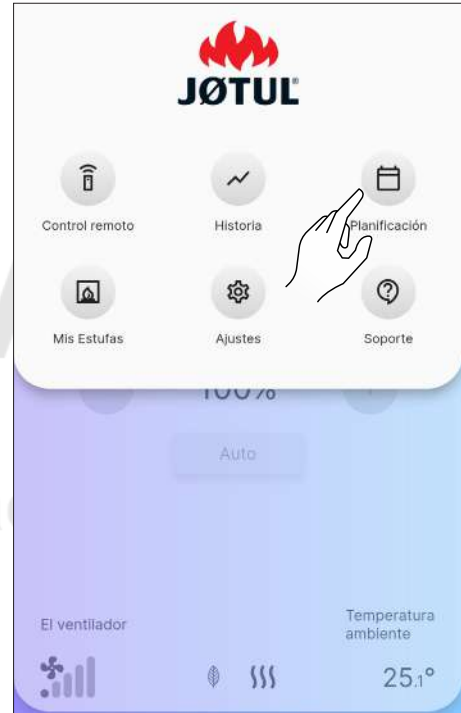 JØTUL®
Control remoto
Historia
Planificación
Mis Estufas
Ajustes
Soporte
100%
Auto
El ventilador
Temperatura
ambiente
25.1°